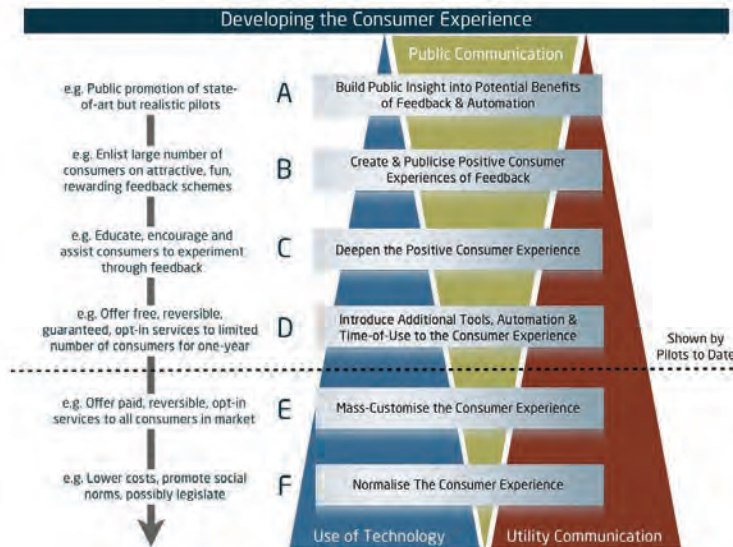 Developing the Consumer Experience
Public Communication
e.g. Public promotion of state-
of-art but realistic pilots
A
Build Public Insight into Potential Benefits
of Feedback & Automation
e.g. Enlist large number of
consumers on attractive, fun,
rewarding feedback schemes
B
Create & Publicise Positive Consumer
Experiences of Feedback
e.g. Educate, encourage and
assist consumers to experiment
through feedback
C
Deepen the Positive Consumer Experience
e.g. Offer free, reversible,
guaranteed, opt-in services to limited
number of consumers for one-year
D
Introduce Additional Tools, Automation &
Time-of-Use to the Consumer Experience
Shown by
Pilots to Date
e.g. Offer paid, reversible, opt-in
services to all consumers in market
E
Mass-Customise the Consumer Experience
e.g. Lower costs, promote social
norms, possibly legislate
F
Normalise The Consumer Experience
Use of Technology
Utility Communication